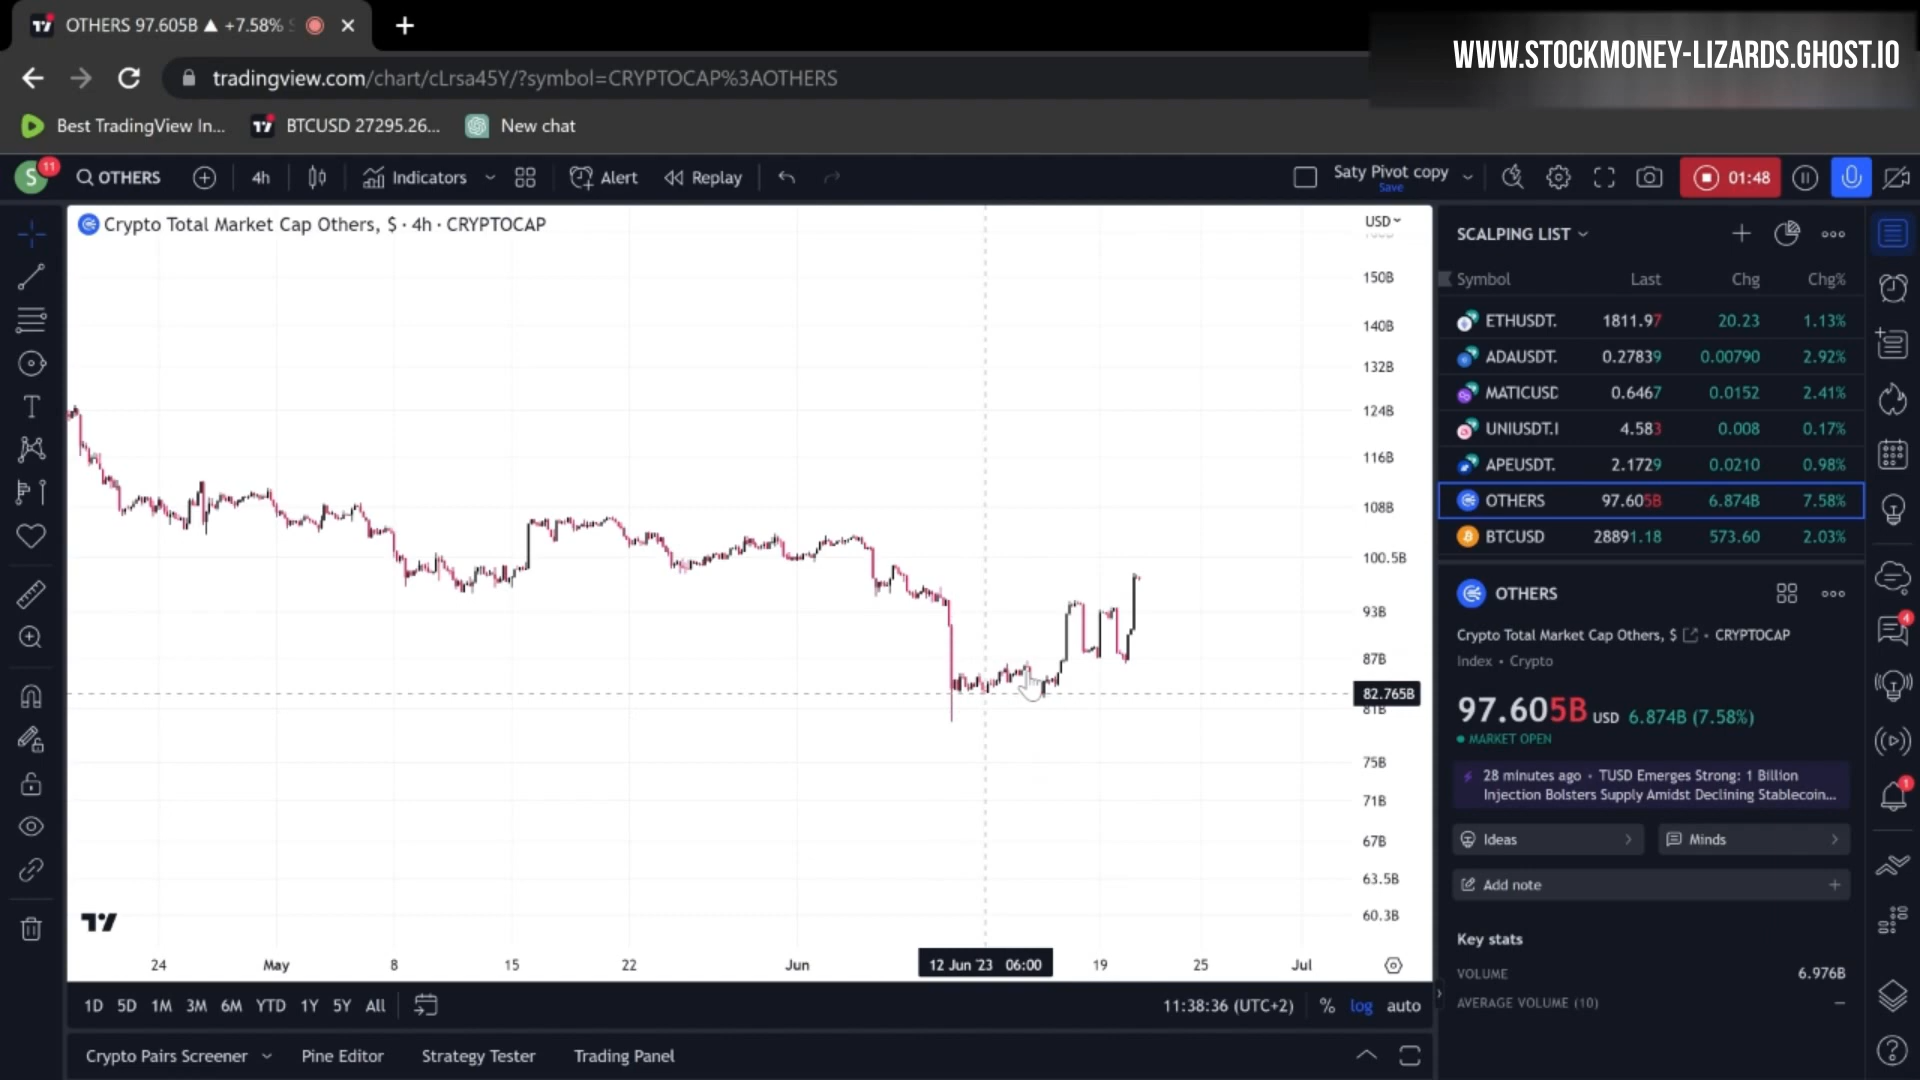 OTHERS 97.605B ▲ +7.58%
WWW.STOCKMONEY-LIZARDS.GHOST.IO
tradingview.com/chart/cLrsa45Y/?symbol=CRYPTOCAP%3AOTHERS
Best TradingView In... BTCUSD 27295.26... New chat
S 11 OTHERS 4h Indicators Alert Replay Saty Pivot copy 01:48
Save
Crypto Total Market Cap Others, $ · 4h · CRYPTOCAP
USD
150B
140B
132B
124B
116B
108B
100.5B
93B
87B
82.765B
81B
75B
71B
67B
63.5B
60.3B
24 May 8 15 22 Jun 12 Jun '23 06:00 19 25 Jul
1D 5D 1M 3M 6M YTD 1Y 5Y All 11:38:36 (UTC+2) % log auto
Crypto Pairs Screener Pine Editor Strategy Tester Trading Panel
SCALPING LIST
Symbol Last Chg Chg%
ETHUSDT. 1811.97 20.23 1.13%
ADAUSDT. 0.27839 0.00790 2.92%
MATICUSD 0.6467 0.0152 2.41%
UNIUSDT.I 4.583 0.008 0.17%
APEUSDT. 2.1729 0.0210 0.98%
OTHERS 97.605B 6.874B 7.58%
BTCUSD 28891.18 573.60 2.03%
OTHERS
Crypto Total Market Cap Others, $ • CRYPTOCAP
Index • Crypto
97.605B USD 6.874B (7.58%)
MARKET OPEN
28 minutes ago • TUSD Emerges Strong: 1 Billion
Injection Bolsters Supply Amidst Declining Stablecoin...
Ideas Minds
Add note
Key stats
VOLUME 6.976B
AVERAGE VOLUME (10) —
4
1